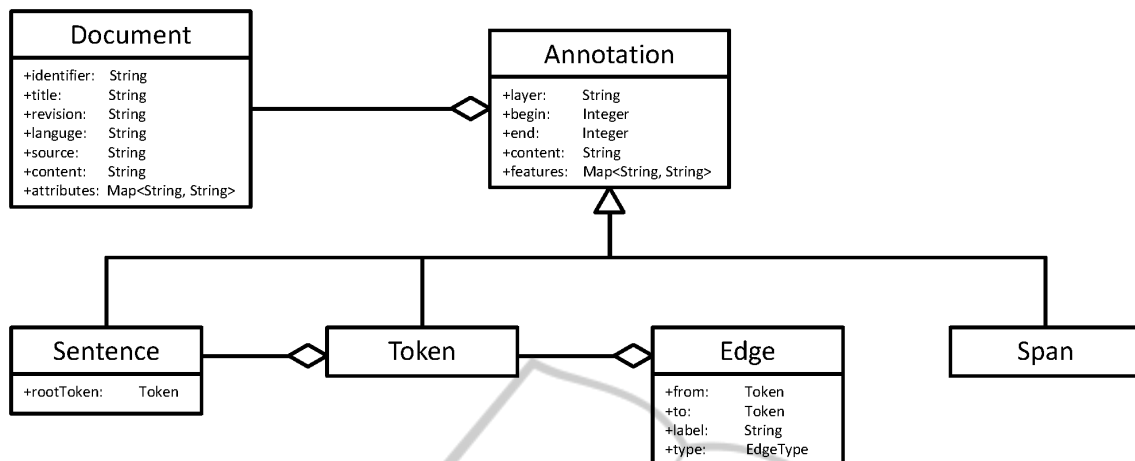 Document
+identifier: String
+title: String
+revision: String
+languge: String
+source: String
+content: String
+attributes: Map<String, String>
Annotation
+layer: String
+begin: Integer
+end: Integer
+content: String
+features: Map<String, String>
Sentence
+rootToken: Token
Token
Edge
+from: Token
+to: Token
+label: String
+type: EdgeType
Span